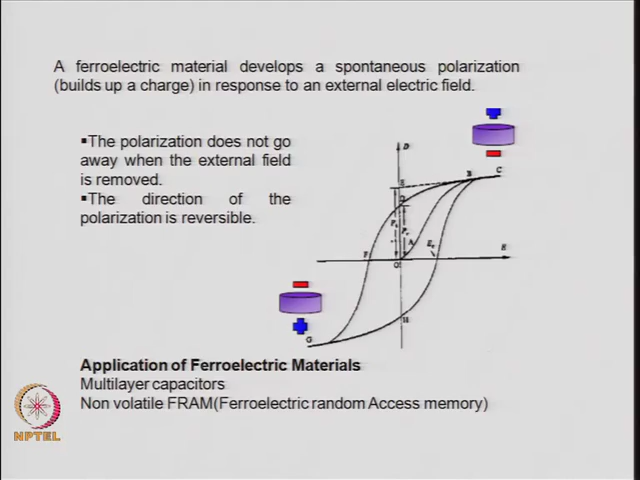 A ferroelectric material develops a spontaneous polarization
(builds up a charge) in response to an external electric field.
▪The polarization does not go
away when the external field
is removed.
▪The direction of the
polarization is reversible.
D
B
C
E
D
A
F
O
E
H
G
Application of Ferroelectric Materials
Multilayer capacitors
Non volatile FRAM(Ferroelectric random Access memory)
NPTEL